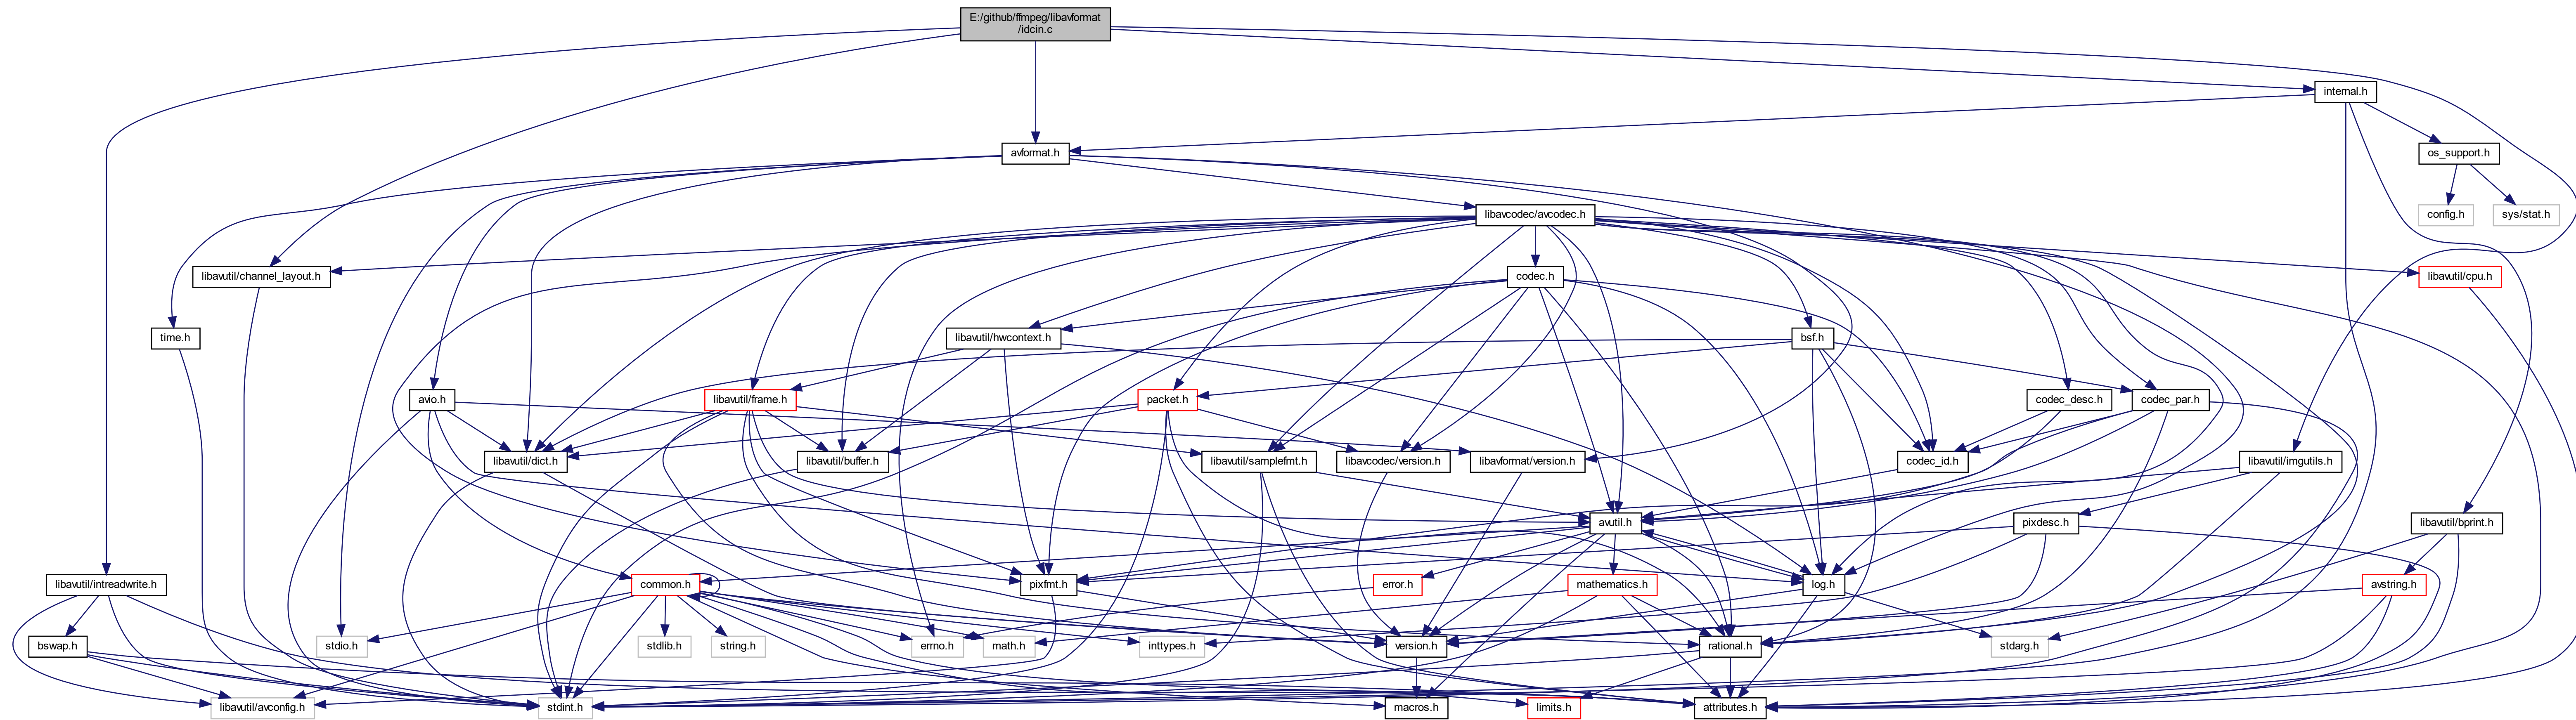 E:/github/ffmpeg/libavformat
/idcin.c
internal.h
avformat.h
os_support.h
libavcodec/avcodec.h
config.h
sys/stat.h
libavutil/channel_layout.h
codec.h
libavutil/cpu.h
time.h
libavutil/hwcontext.h
bsf.h
avio.h
libavutil/frame.h
packet.h
codec_desc.h
codec_par.h
libavutil/dict.h
libavutil/buffer.h
libavutil/samplefmt.h
libavcodec/version.h
libavformat/version.h
codec_id.h
libavutil/imgutils.h
avutil.h
pixdesc.h
libavutil/bprint.h
libavutil/intreadwrite.h
common.h
pixfmt.h
error.h
mathematics.h
log.h
avstring.h
bswap.h
stdio.h
stdlib.h
string.h
errno.h
math.h
inttypes.h
version.h
rational.h
stdarg.h
libavutil/avconfig.h
stdint.h
macros.h
limits.h
attributes.h